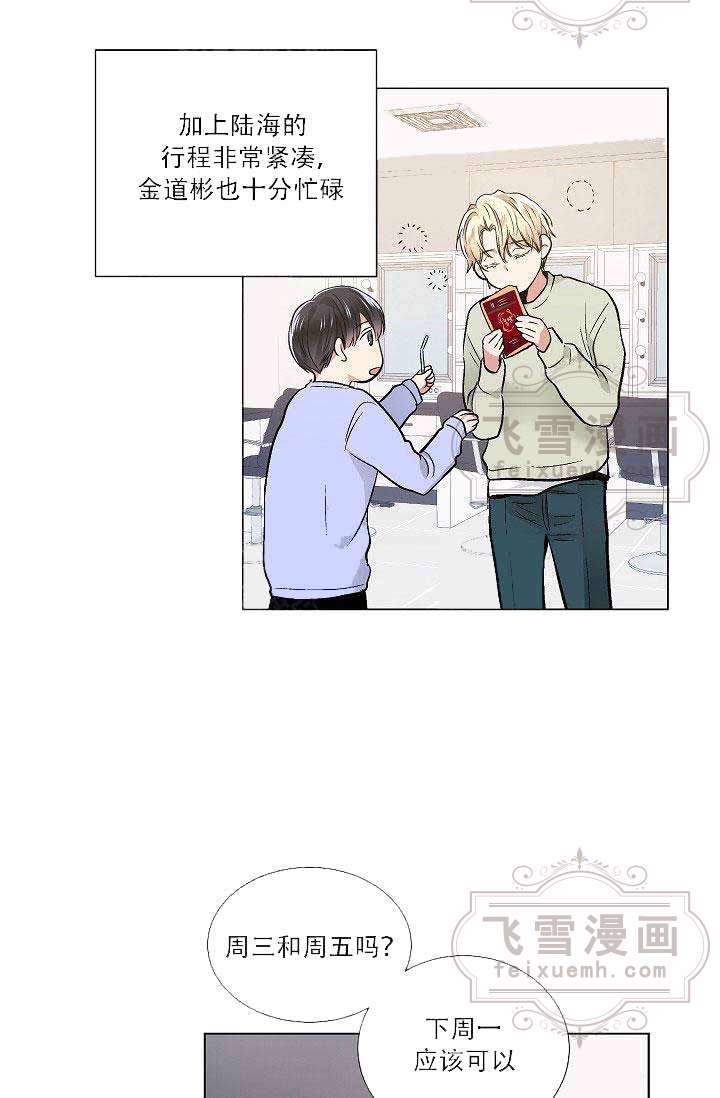 加上陆海的
行程非常紧凑,
金道彬也十分忙碌
飞雪漫画
feixuemh.com
周三和周五吗?
下周一
应该可以
飞雪漫画
feixuemh.com